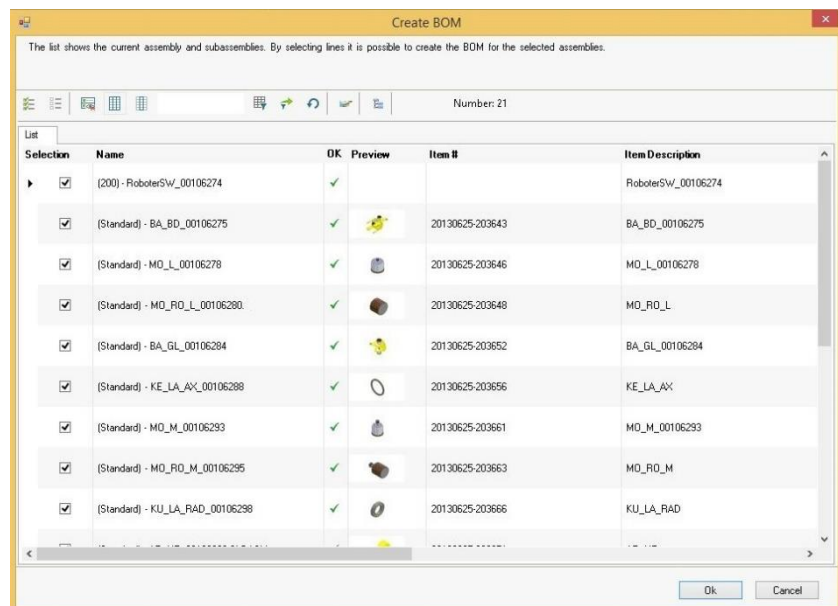 Create BOM
The list shows the current assembly and subassemblies. By selecting lines it is possible to create the BOM for the selected assemblies.
Number: 21
List
Selection Name OK Preview Item # Item Description
(200) - RoboterSW_00106274 RoboterSW_00106274
(Standard) - BA_BD_00106275 20130625-203643 BA_BD_00106275
(Standard) - MO_L_00106278 20130625-203646 MO_L_00106278
(Standard) - MO_RO_L_00106280. 20130625-203648 MO_RO_L
(Standard) - BA_GL_00106284 20130625-203652 BA_GL_00106284
(Standard) - KE_LA_AX_00106288 20130625-203656 KE_LA_AX
(Standard) - MO_M_00106293 20130625-203661 MO_M_00106293
(Standard) - MO_RO_M_00106295 20130625-203663 MO_RO_M
(Standard) - KU_LA_RAD_00106298 20130625-203666 KU_LA_RAD
Ok Cancel